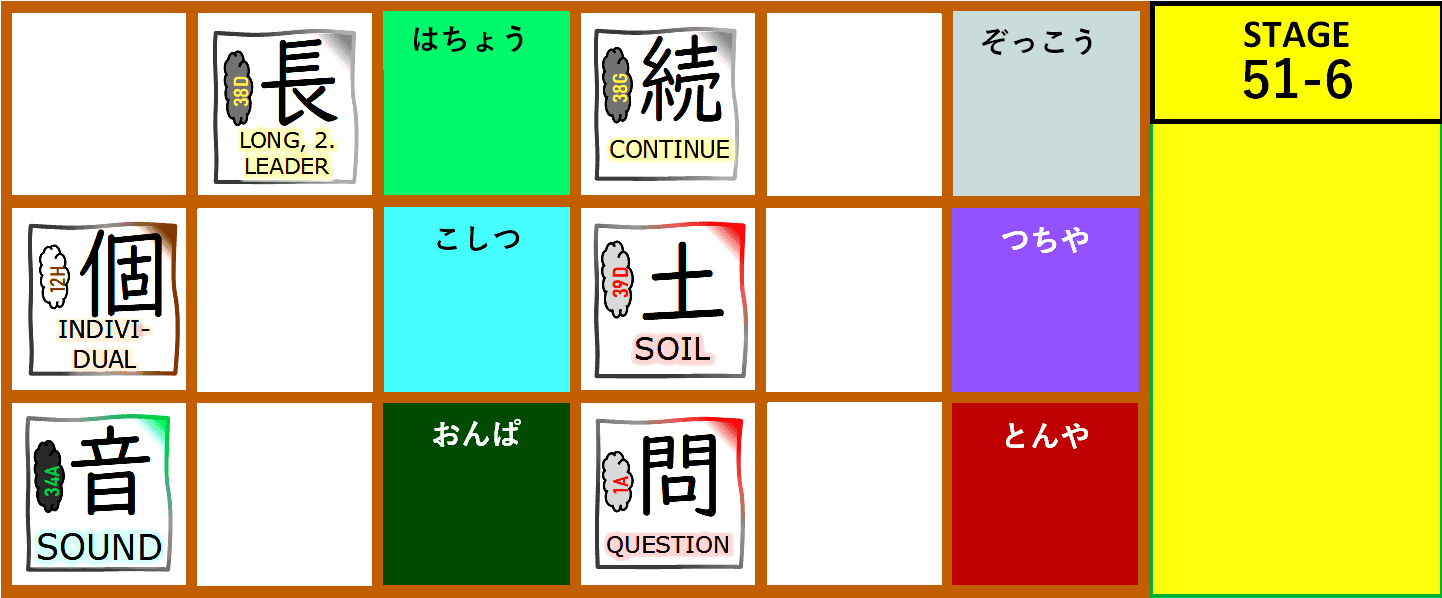 38D
長
LONG, 2.
LEADER
はちょう
38G
続
CONTINUE
ぞっこう
STAGE
51-6
12H
個
INDIVI-
DUAL
こしつ
39D
土
SOIL
つちや
34A
音
SOUND
おんぱ
1A
問
QUESTION
とんや